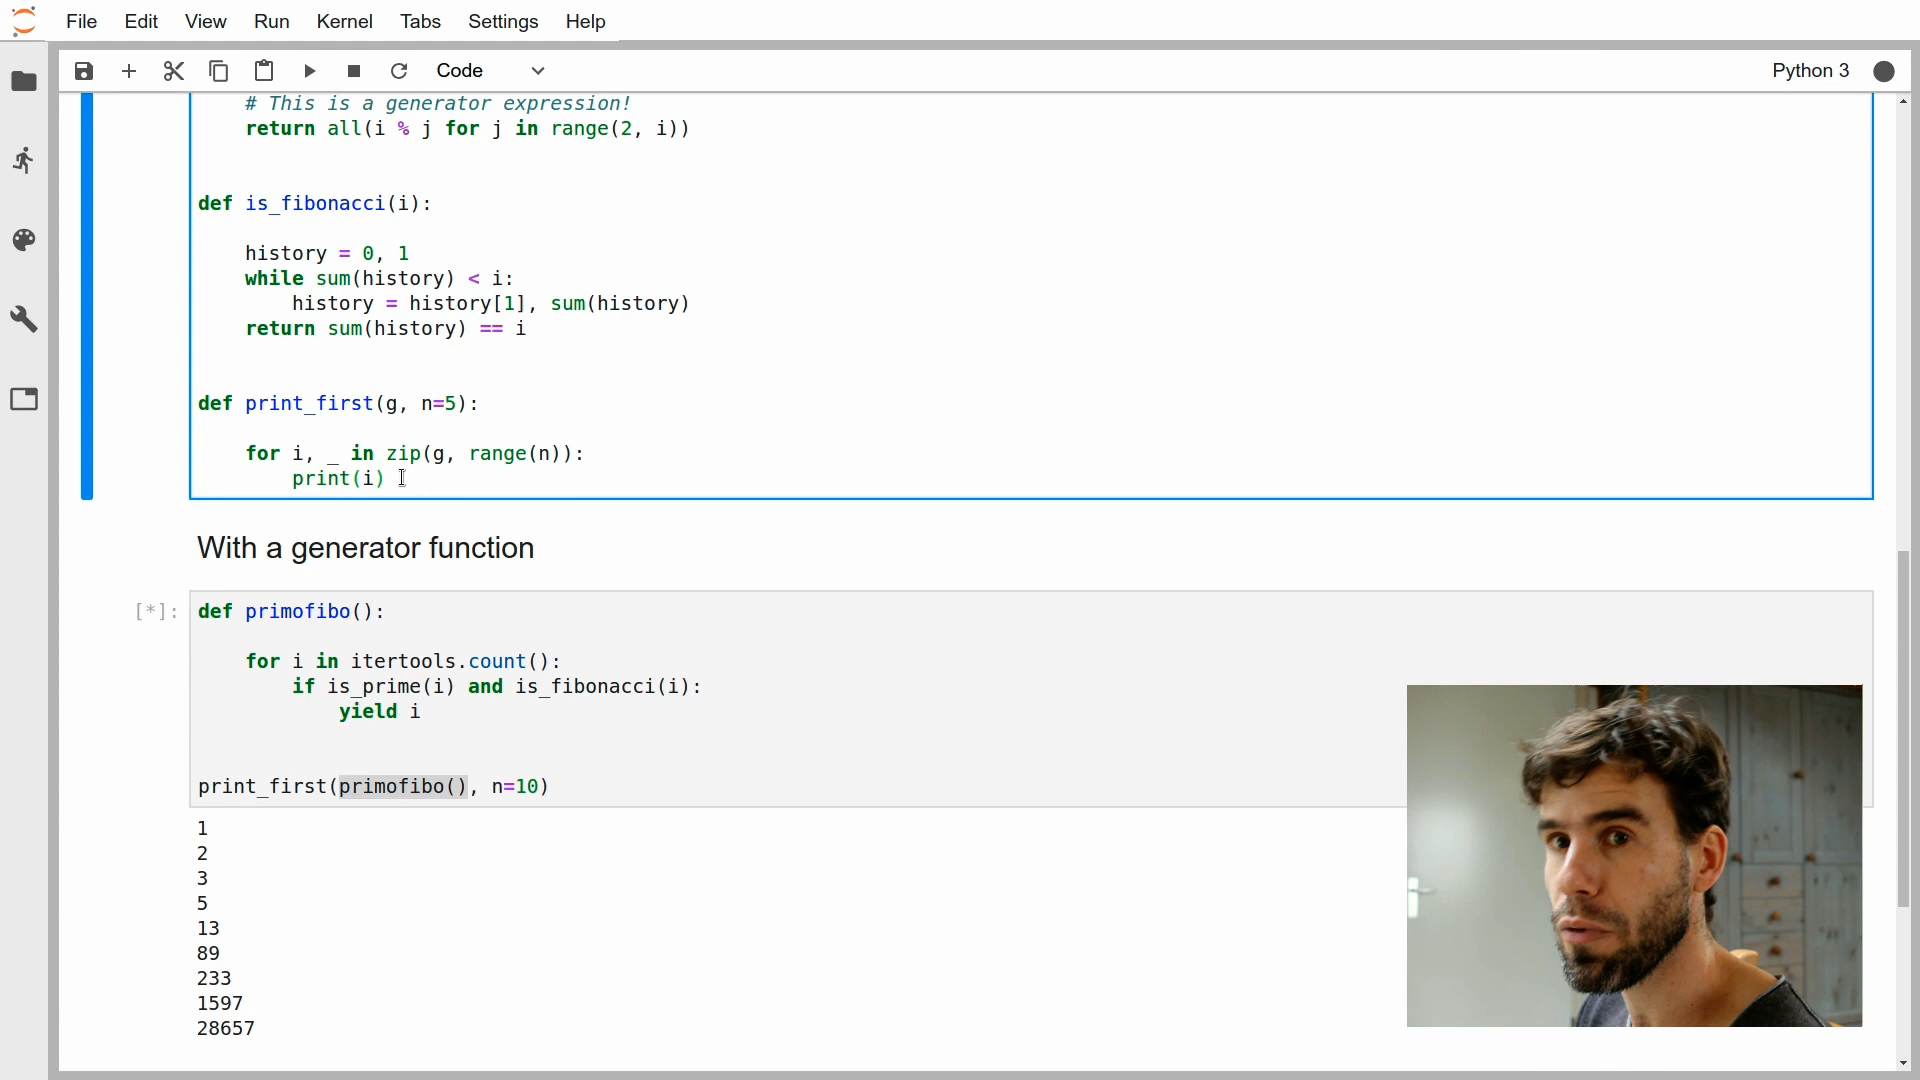 File Edit View Run Kernel Tabs Settings Help
Code
Python 3
# This is a generator expression!
return all(i % j for j in range(2, i))
def is_fibonacci(i):
history = 0, 1
while sum(history) < i:
history = history[1], sum(history)
return sum(history) == i
def print_first(g, n=5):
for i, _ in zip(g, range(n)):
print(i)
With a generator function
[*]:
def primofibo():
for i in itertools.count():
if is_prime(i) and is_fibonacci(i):
yield i
print_first(primofibo(), n=10)
1
2
3
5
13
89
233
1597
28657